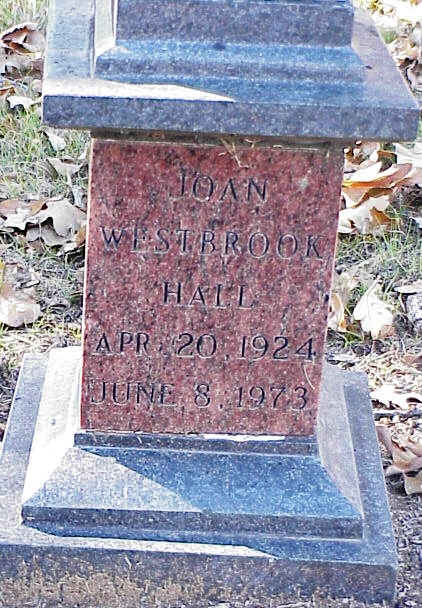 JOAN
WESTBROOK
HALL
APR. 20, 1924
JUNE 8, 1973